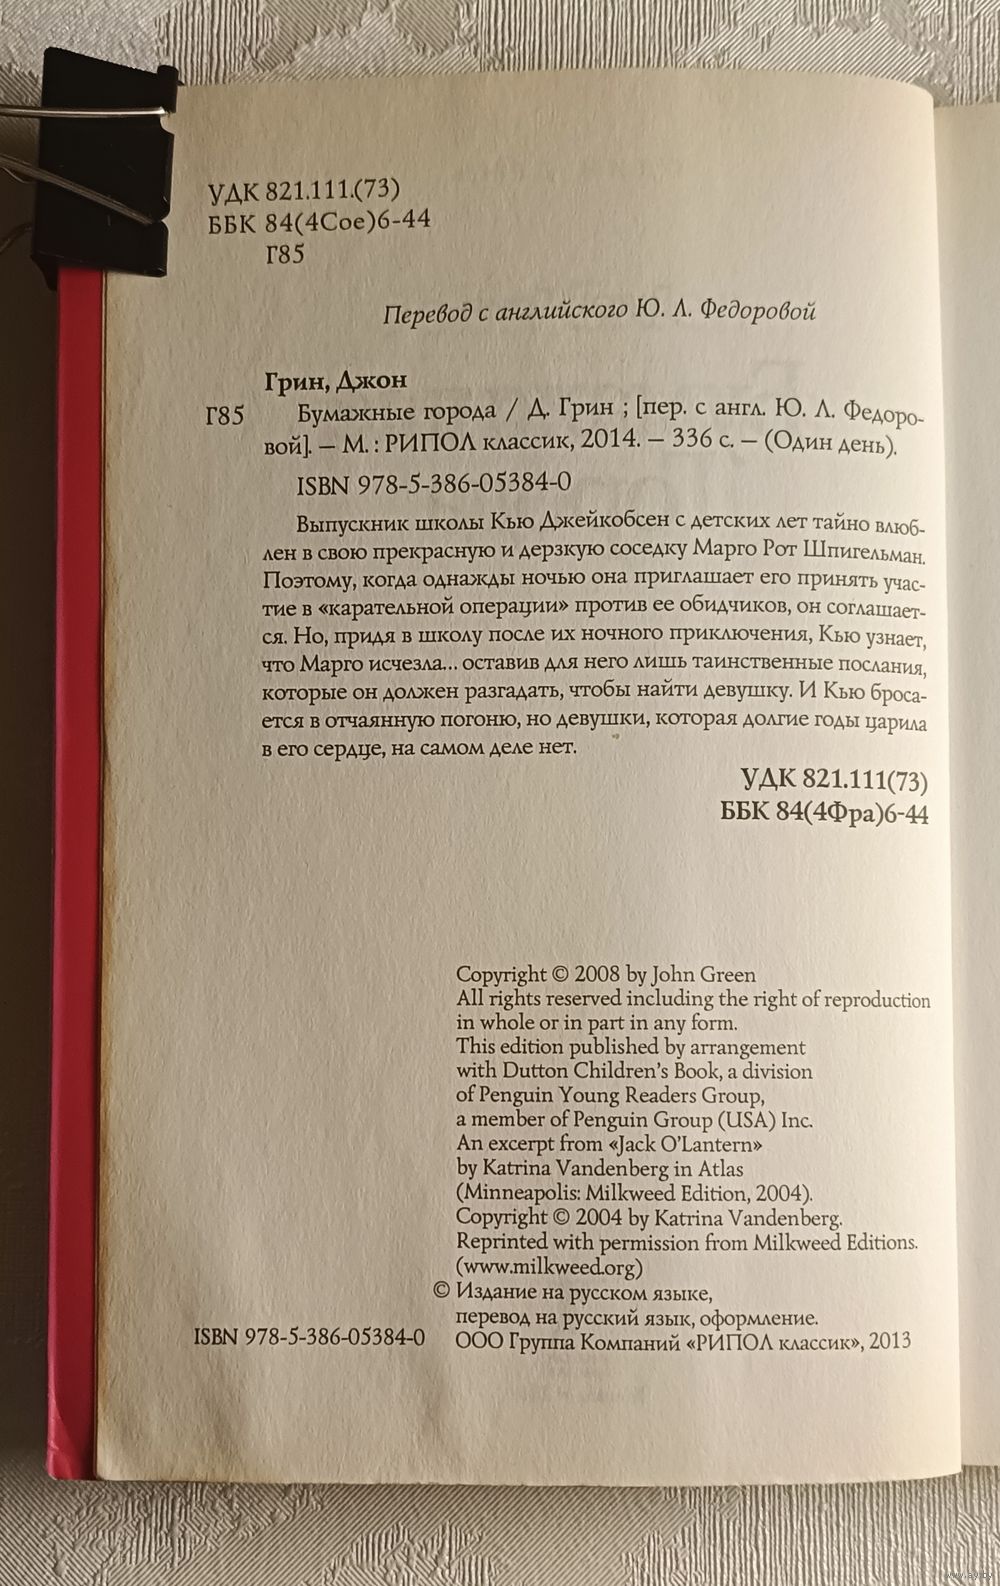 УДК 821.111.(73)
ББК 84(4Сое)6-44
Г85
Перевод с английского Ю. Л. Федоровой
Грин, Джон
Г85 Бумажные города / Д. Грин ; [пер. с англ. Ю. Л. Федоро-
вой]. — М. : РИПОЛ классик, 2014. — 336 с. — (Один день).
ISBN 978-5-386-05384-0
Выпускник школы Кью Джейкобсен с детских лет тайно влюб-
лен в свою прекрасную и дерзкую соседку Марго Рот Шпигельман.
Поэтому, когда однажды ночью она приглашает его принять учас-
тие в «карательной операции» против ее обидчиков, он соглашает-
ся. Но, придя в школу после их ночного приключения, Кью узнает,
что Марго исчезла... оставив для него лишь таинственные послания,
которые он должен разгадать, чтобы найти девушку. И Кью броса-
ется в отчаянную погоню, но девушки, которая долгие годы царила
в его сердце, на самом деле нет.
УДК 821.111(73)
ББК 84(4Фра)6-44
Copyright © 2008 by John Green
All rights reserved including the right of reproduction
in whole or in part in any form.
This edition published by arrangement
with Dutton Children's Book, a division
of Penguin Young Readers Group,
a member of Penguin Group (USA) Inc.
An excerpt from «Jack O'Lantern»
by Katrina Vandenberg in Atlas
(Minneapolis: Milkweed Edition, 2004).
Copyright © 2004 by Katrina Vandenberg.
Reprinted with permission from Milkweed Editions.
(www.milkweed.org)
© Издание на русском языке,
перевод на русский язык, оформление.
ISBN 978-5-386-05384-0 ООО Группа Компаний «РИПОЛ классик», 2013
www.ay.by